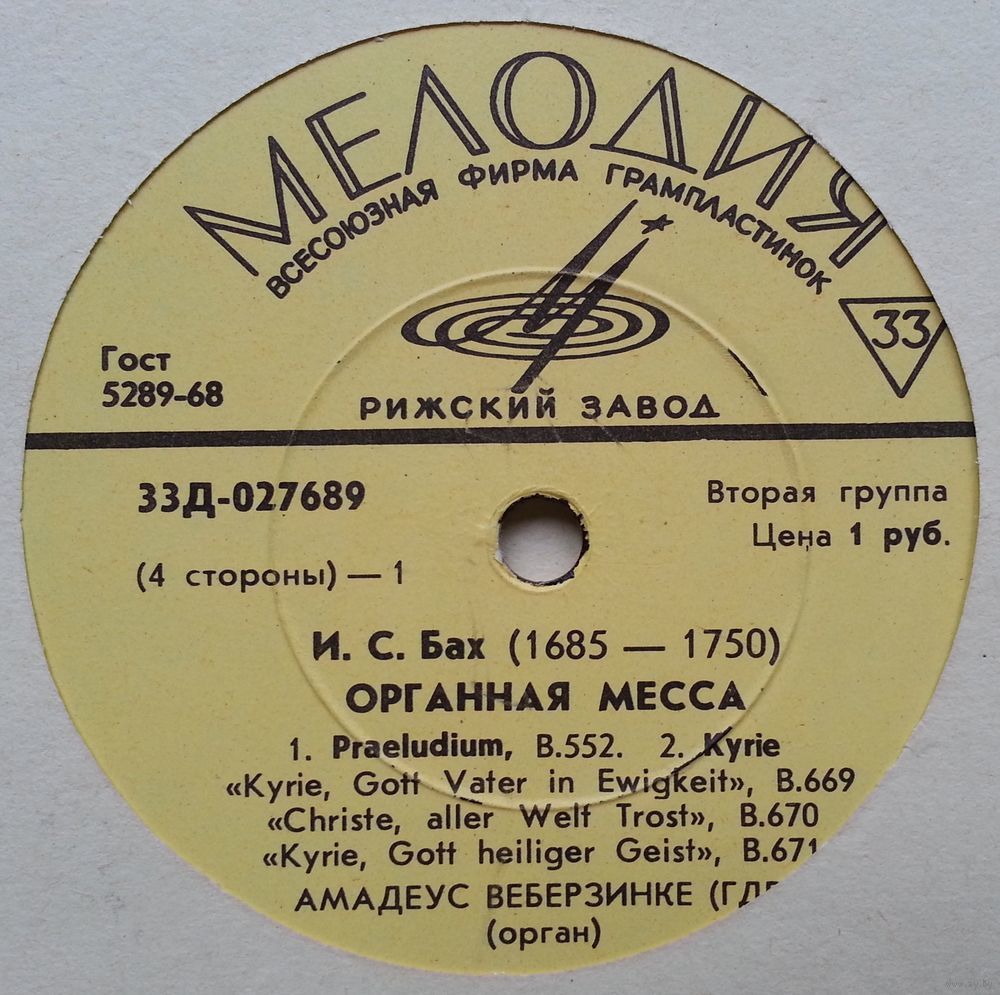 МЕЛОДИЯ
ВСЕСОЮЗНАЯ ФИРМА ГРАМПЛАСТИНОК
33
Гост
5289-68
РИЖСКИЙ ЗАВОД
33Д-027689
Вторая группа
Цена 1 руб.
(4 стороны) — 1
И. С. Бах (1685 — 1750)
ОРГАННАЯ МЕССА
1. Praeludium, B.552. 2. Kyrie
«Kyrie, Gott Vater in Ewigkeit», B.669
«Christe, aller Welt Trost», B.670
«Kyrie, Gott heiliger Geist», B.671
АМАДЕУС ВЕБЕРЗИНКЕ
(орган)